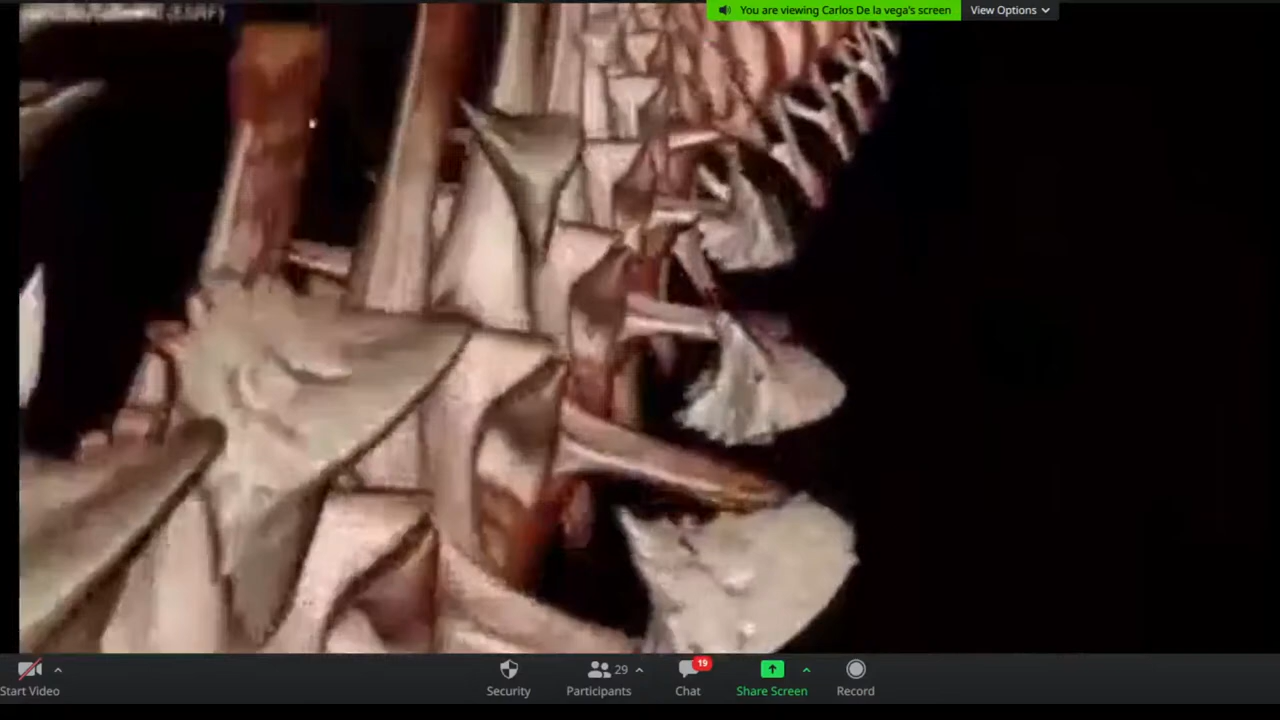 You are viewing Carlos De la vega's screen
View Options
Start Video
Security
29
Participants
19
Chat
Share Screen
Record